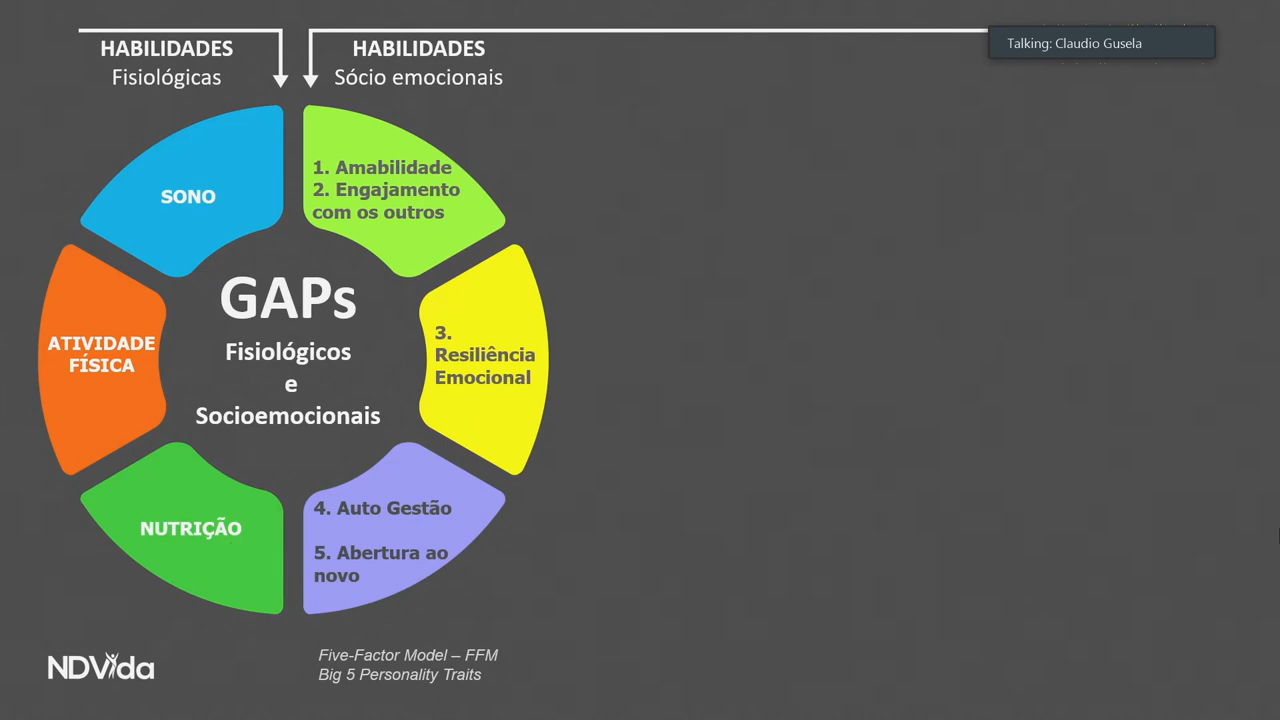 HABILIDADES
Fisiológicas
HABILIDADES
Sócio emocionais
Talking: Claudio Gusela
SONO
1. Amabilidade
2. Engajamento
com os outros
ATIVIDADE
FÍSICA
GAPs
Fisiológicos
e
Socioemocionais
3.
Resiliência
Emocional
NUTRIÇÃO
4. Auto Gestão
5. Abertura ao
novo
NDVida
Five-Factor Model – FFM
Big 5 Personality Traits